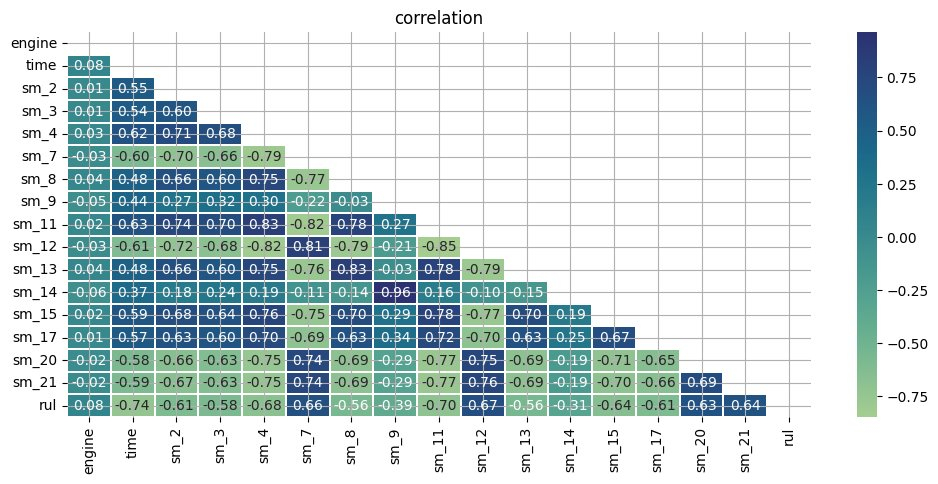 correlation
engine
time 0.08
sm_2 0.01 0.55
sm_3 0.01 0.54 0.60
sm_4 0.03 0.62 0.71 0.68
sm_7 -0.03 -0.60 -0.70 -0.66 -0.79
sm_8 0.04 0.48 0.66 0.60 0.75 -0.77
sm_9 -0.05 0.44 0.27 0.32 0.30 -0.22 -0.03
sm_11 0.02 0.63 0.74 0.70 0.83 -0.82 0.78 0.27
sm_12 -0.03 -0.61 -0.72 -0.68 -0.82 0.81 -0.79 -0.21 -0.85
sm_13 0.04 0.48 0.66 0.60 0.75 -0.76 0.83 -0.03 0.78 -0.79
sm_14 -0.06 0.37 0.18 0.24 0.19 -0.11 -0.14 0.96 0.16 -0.10 -0.15
sm_15 0.02 0.59 0.68 0.64 0.76 -0.75 0.70 0.29 0.78 -0.77 0.70 0.19
sm_17 0.01 0.57 0.63 0.60 0.70 -0.69 0.63 0.34 0.72 -0.70 0.63 0.25 0.67
sm_20 -0.02 -0.58 -0.66 -0.63 -0.75 0.74 -0.69 -0.29 -0.77 0.75 -0.69 -0.19 -0.71 -0.65
sm_21 -0.02 -0.59 -0.67 -0.63 -0.75 0.74 -0.69 -0.29 -0.77 0.76 -0.69 -0.19 -0.70 -0.66 0.69
rul 0.08 -0.74 -0.61 -0.58 -0.68 0.66 -0.56 -0.39 -0.70 0.67 -0.56 -0.31 -0.64 -0.61 0.63 0.64
engine time sm_2 sm_3 sm_4 sm_7 sm_8 sm_9 sm_11 sm_12 sm_13 sm_14 sm_15 sm_17 sm_20 sm_21 rul
0.75
0.50
0.25
0.00
-0.25
-0.50
-0.75